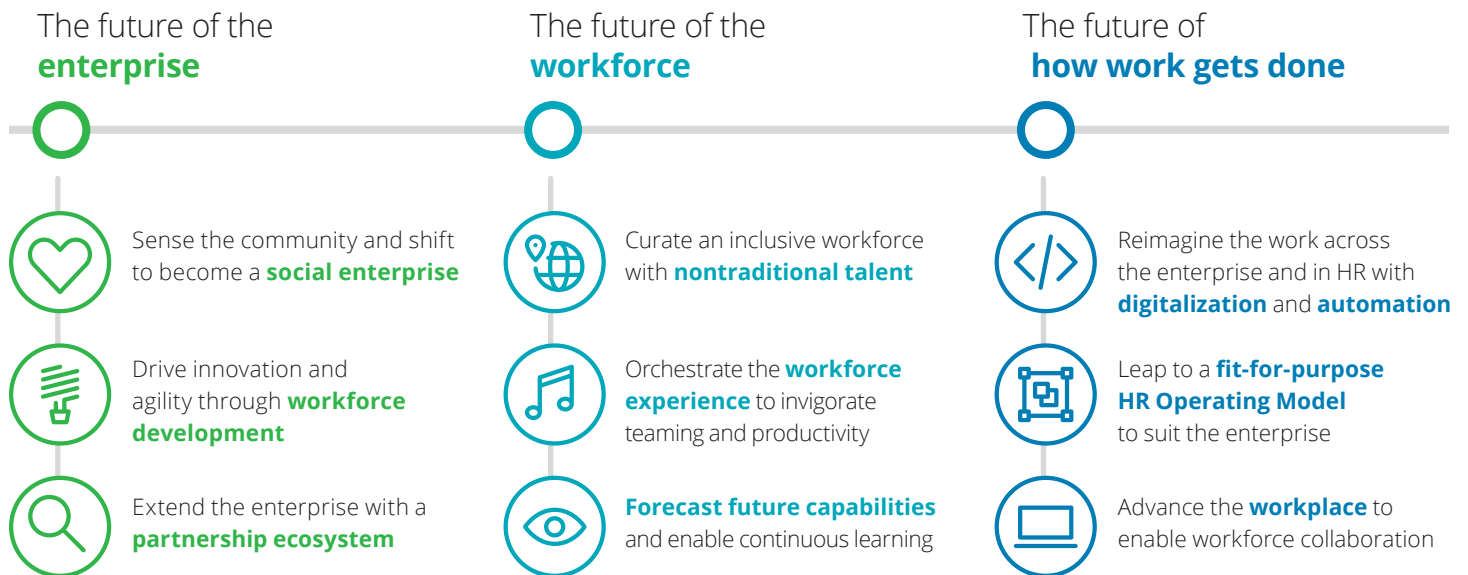 The future of the
enterprise
Sense the community and shift
to become a social enterprise
Drive innovation and
agility through workforce
development
Extend the enterprise with a
partnership ecosystem
The future of the
workforce
Curate an inclusive workforce
with nontraditional talent
Orchestrate the workforce
experience to invigorate
teaming and productivity
Forecast future capabilities
and enable continuous learning
The future of
how work gets done
Reimagine the work across
the enterprise and in HR with
digitalization and automation
Leap to a fit-for-purpose
HR Operating Model
to suit the enterprise
Advance the workplace to
enable workforce collaboration